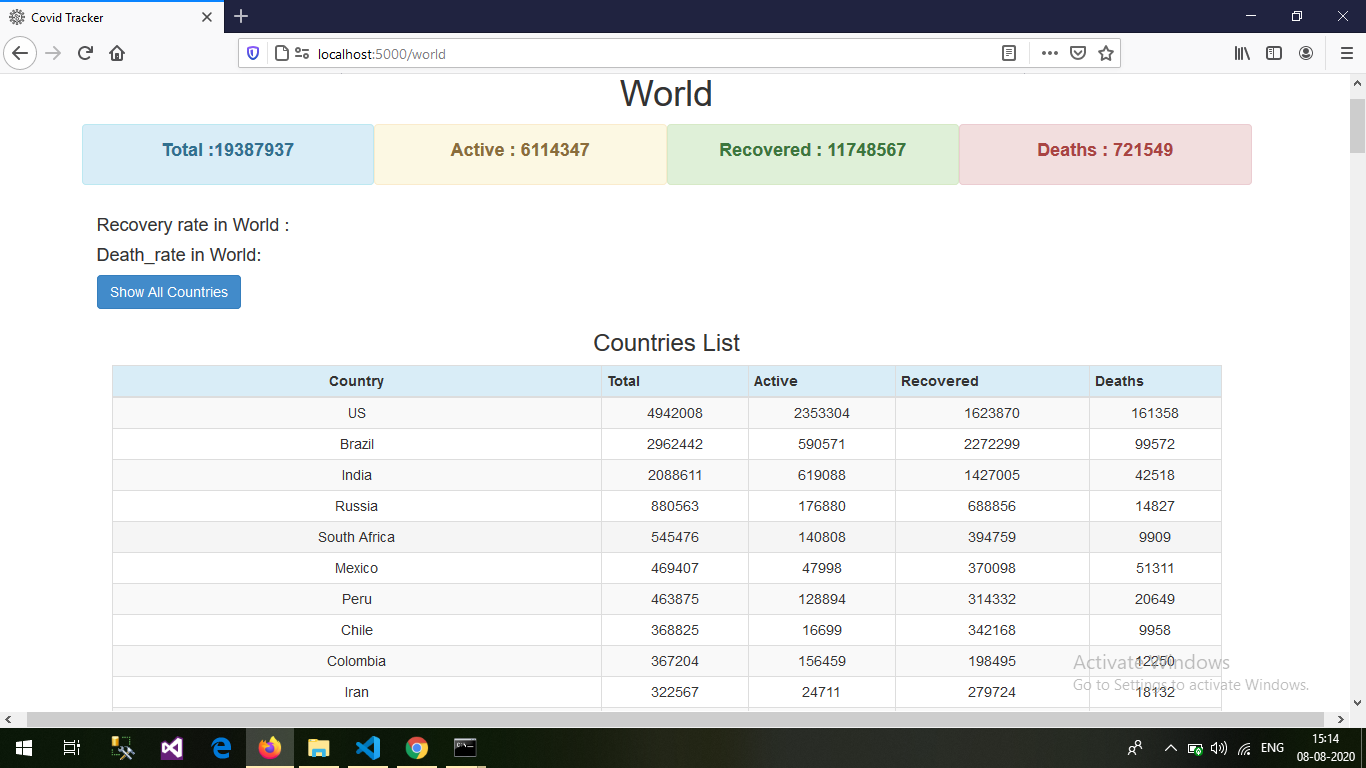 Covid Tracker
localhost:5000/world
World
Total :19387937 Active : 6114347 Recovered : 11748567 Deaths : 721549
Recovery rate in World :
Death_rate in World:
Show All Countries
Countries List
Country Total Active Recovered Deaths
US 4942008 2353304 1623870 161358
Brazil 2962442 590571 2272299 99572
India 2088611 619088 1427005 42518
Russia 880563 176880 688856 14827
South Africa 545476 140808 394759 9909
Mexico 469407 47998 370098 51311
Peru 463875 128894 314332 20649
Chile 368825 16699 342168 9958
Colombia 367204 156459 198495 12250
Iran 322567 24711 279724 18132
Activate Windows
Go to Settings to activate Windows.
ENG 15:14
08-08-2020